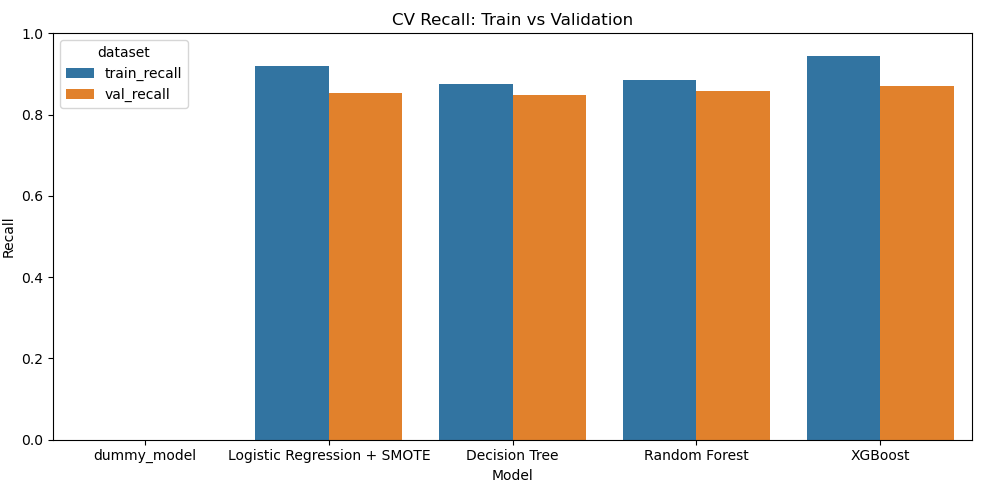 CV Recall: Train vs Validation
dataset
train_recall
val_recall
1.0
0.8
0.6
0.4
0.2
0.0
Recall
dummy_model
Logistic Regression + SMOTE
Decision Tree
Random Forest
XGBoost
Model